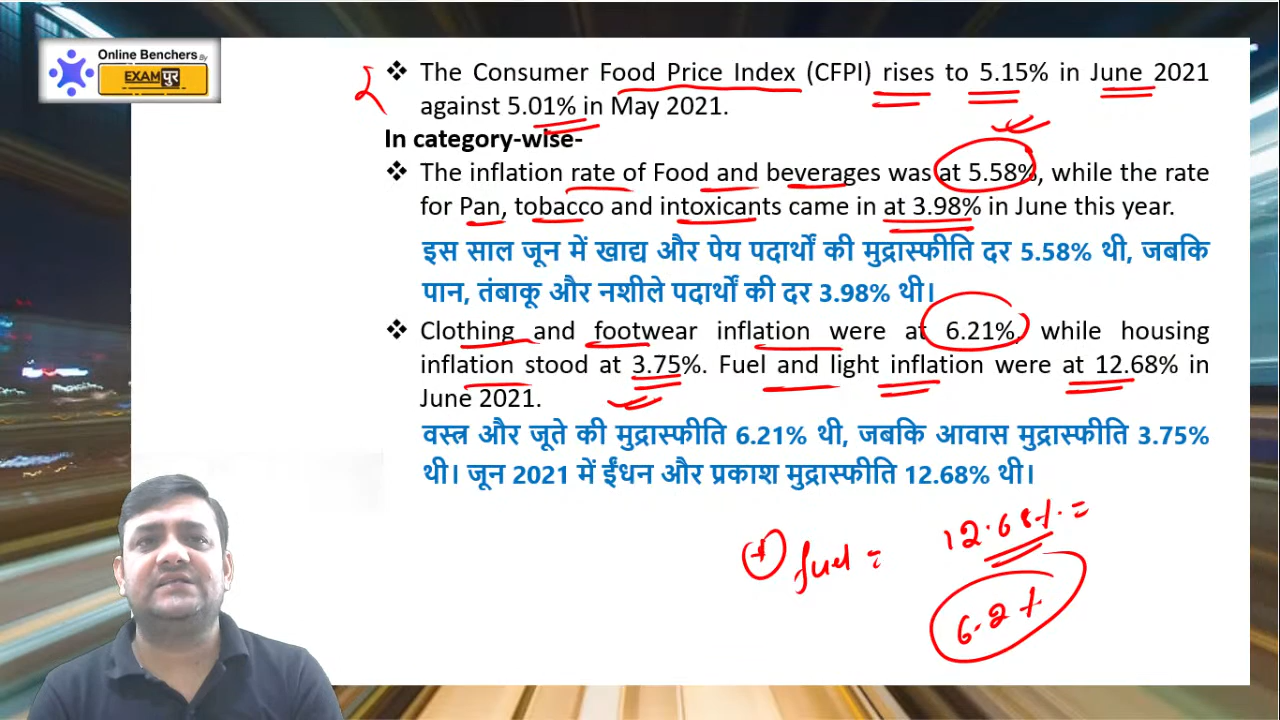 Online Benchers By
EXAMपुर
❖ The Consumer Food Price Index (CFPI) rises to 5.15% in June 2021
against 5.01% in May 2021.
In category-wise-
❖ The inflation rate of Food and beverages was at 5.58%, while the rate
for Pan, tobacco and intoxicants came in at 3.98% in June this year.
इस साल जून में खाद्य और पेय पदार्थों की मुद्रास्फीति दर 5.58% थी, जबकि
पान, तंबाकू और नशीले पदार्थों की दर 3.98% थी।
❖ Clothing and footwear inflation were at 6.21%, while housing
inflation stood at 3.75%. Fuel and light inflation were at 12.68% in
June 2021.
वस्त्र और जूते की मुद्रास्फीति 6.21% थी, जबकि आवास मुद्रास्फीति 3.75%
थी। जून 2021 में ईंधन और प्रकाश मुद्रास्फीति 12.68% थी।
+ fuel = 12.68% =
6.2%